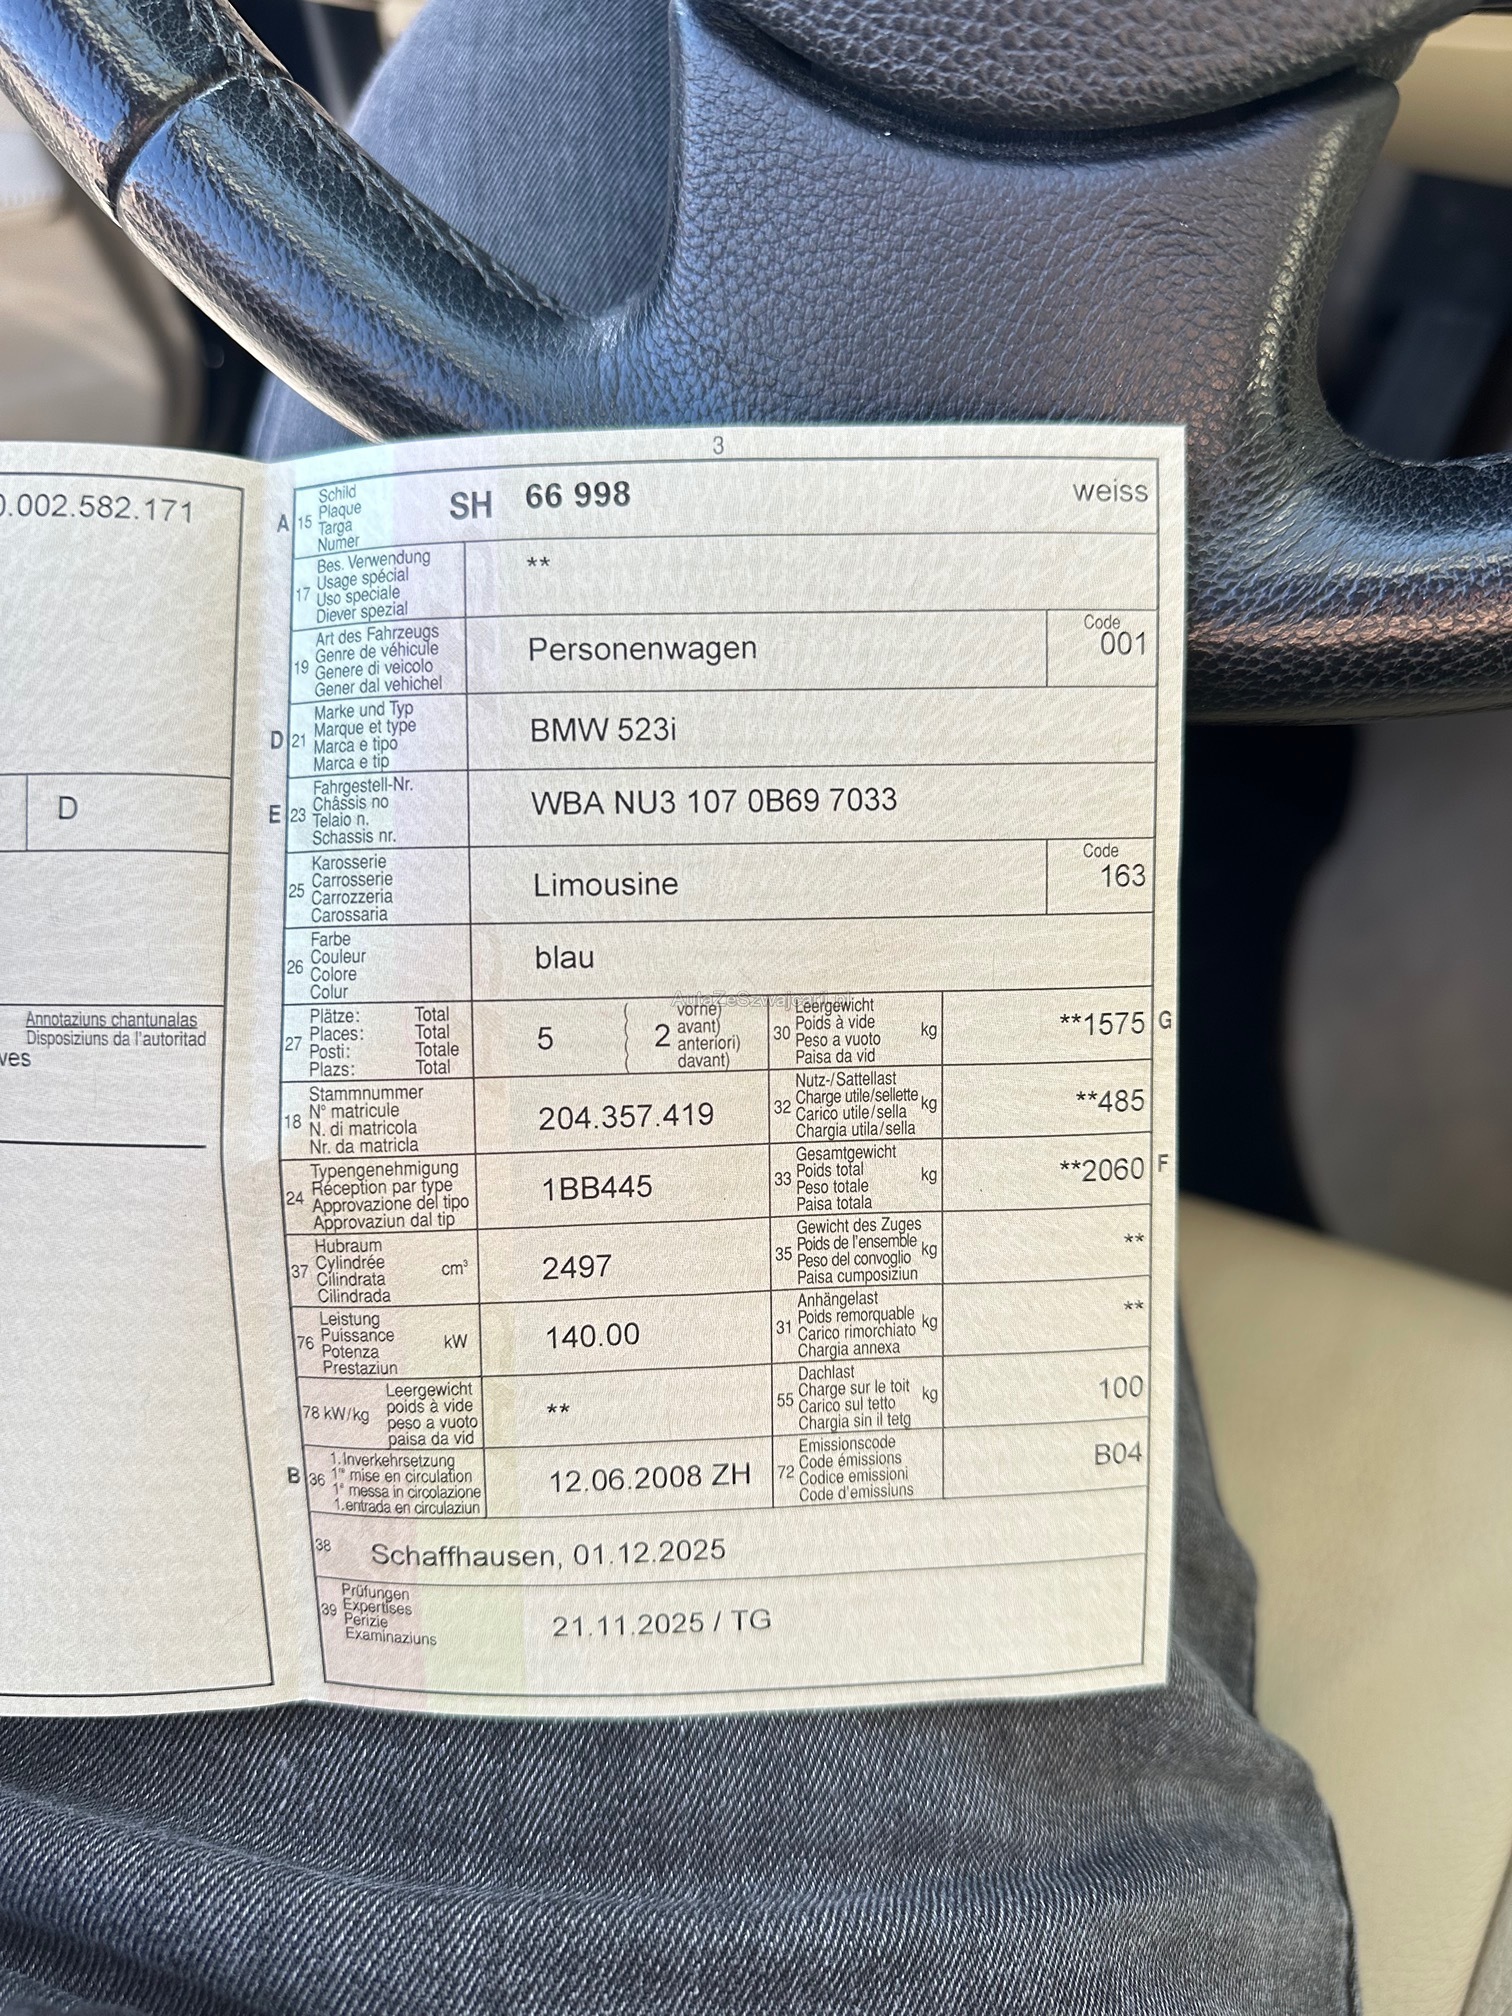 0.002.582.171
D
Annotaziuns chantunalas
Disposiziuns da l'autoritad
ves
3
A 15 Schild Plaque Targa Numer SH 66 998 weiss
17 Bes. Verwendung Usage spécial Uso speciale Diever spezial **
19 Art des Fahrzeugs Genre de véhicule Genere di veicolo Gener dal vehichel Personenwagen Code 001
D 21 Marke und Typ Marque et type Marca e tipo Marca e tip BMW 523i
E 23 Fahrgestell-Nr. Châssis no Telaio n. Schassis nr. WBA NU3 107 0B69 7033
25 Karosserie Carrosserie Carrozzeria Carossaria Limousine Code 163
26 Farbe Couleur Colore Colur blau
27 Plätze: Total Places: Total Posti: Totale Plazs: Total 5 2 vorne) avant) anteriori) davant)
30 Leergewicht Poids à vide Peso a vuoto Paisa da vid kg **1575 G
18 Stammnummer N° matricule N. di matricola Nr. da matricla 204.357.419
32 Nutz-/Sattellast Charge utile/sellette Carico utile/sella Chargia utila/sella kg **485
24 Typengenehmigung Réception par type Approvazione del tipo Approvaziun dal tip 1BB445
33 Gesamtgewicht Poids total Peso totale Paisa totala kg **2060 F
37 Hubraum Cylindrée Cilindrata Cilindrada cm³ 2497
35 Gewicht des Zuges Poids de l'ensemble Peso del convoglio Paisa cumposiziun kg **
76 Leistung Puissance Potenza Prestaziun kW 140.00
31 Anhängelast Poids remorquable Carico rimorchiato Chargia annexa kg **
78 kW/kg Leergewicht poids à vide peso a vuoto paisa da vid **
55 Dachlast Charge sur le toit Carico sul tetto Chargia sin il tetg kg 100
B 36 1.Inverkehrsetzung 1re mise en circulation 1a messa in circolazione 1.entrada en circulaziun 12.06.2008 ZH
72 Emissionscode Code émissions Codice emissioni Code d'emissiuns B04
38 Schaffhausen, 01.12.2025
39 Prüfungen Expertises Perizie Examinaziuns 21.11.2025 / TG